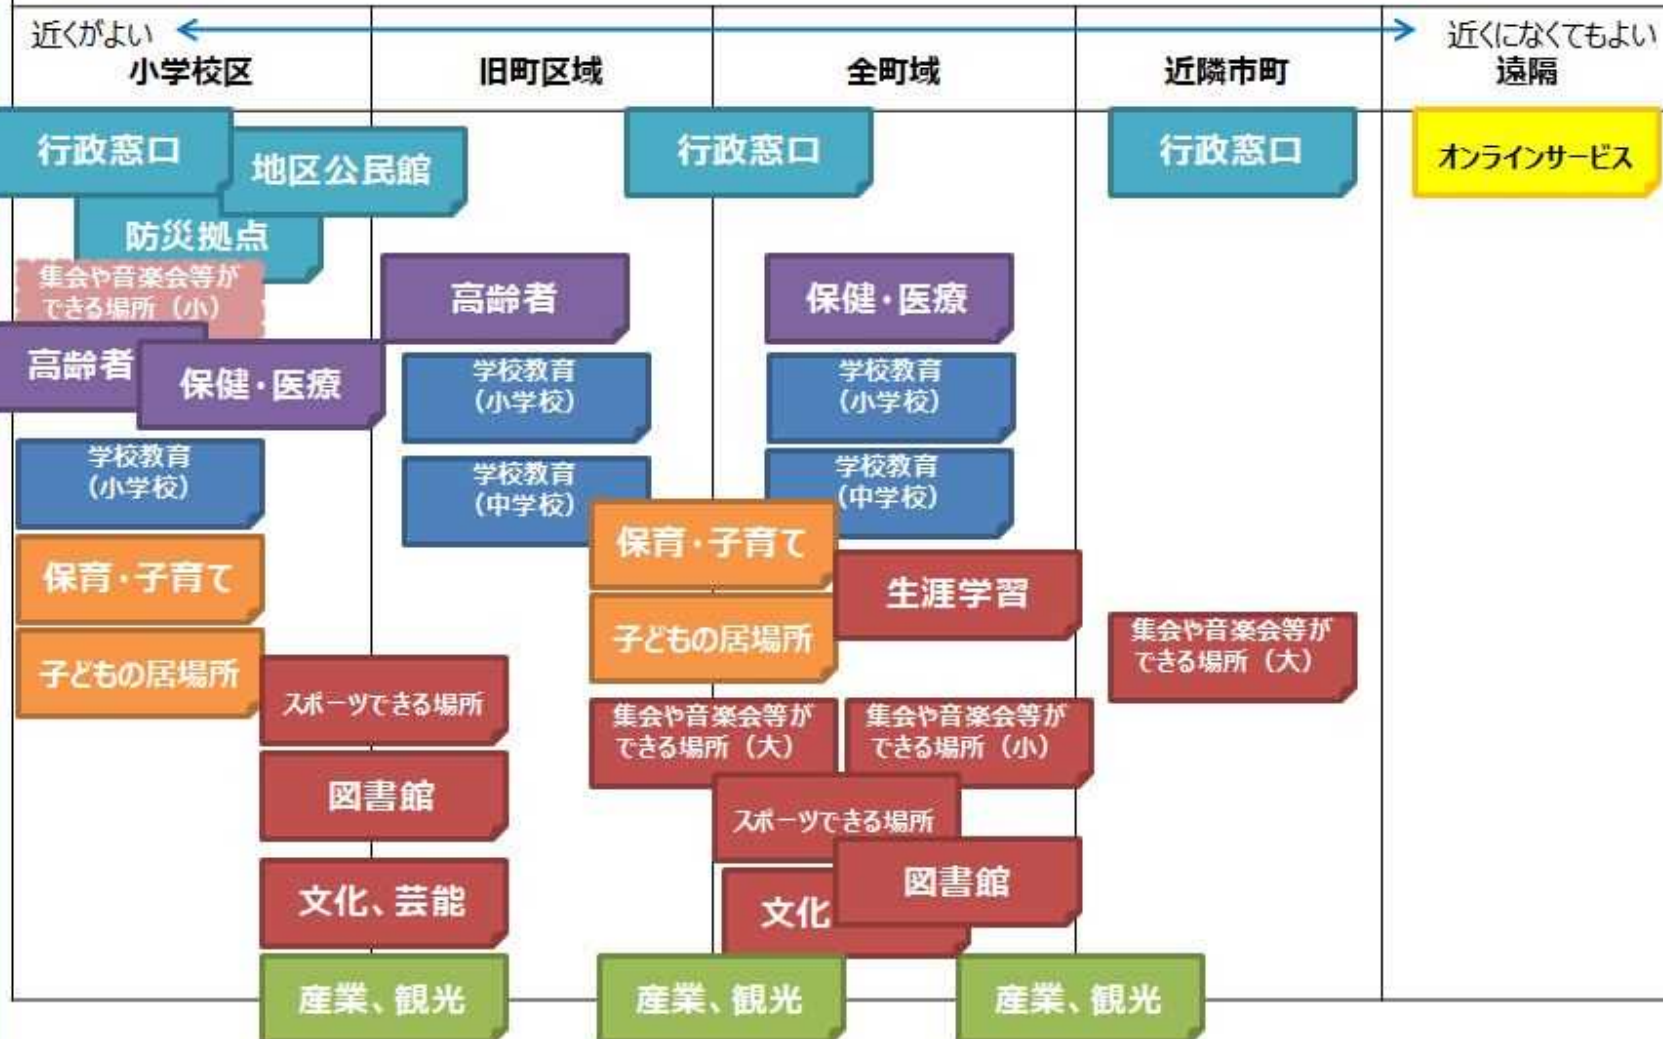 近くがよい
近くになくてもよい
小学校区
旧町区域
全町域
近隣市町
遠隔
行政窓口
地区公民館
行政窓口
行政窓口
オンラインサービス
防災拠点
集会や音楽会等が
できる場所（小）
高齢者
保健・医療
高齢者
保健・医療
学校教育
（小学校）
学校教育
（小学校）
学校教育
（小学校）
学校教育
（中学校）
学校教育
（中学校）
保育・子育て
保育・子育て
生涯学習
子どもの居場所
子どもの居場所
集会や音楽会等が
できる場所（大）
スポーツできる場所
集会や音楽会等が
できる場所（大）
集会や音楽会等が
できる場所（小）
図書館
スポーツできる場所
図書館
文化、芸能
文化
産業、観光
産業、観光
産業、観光